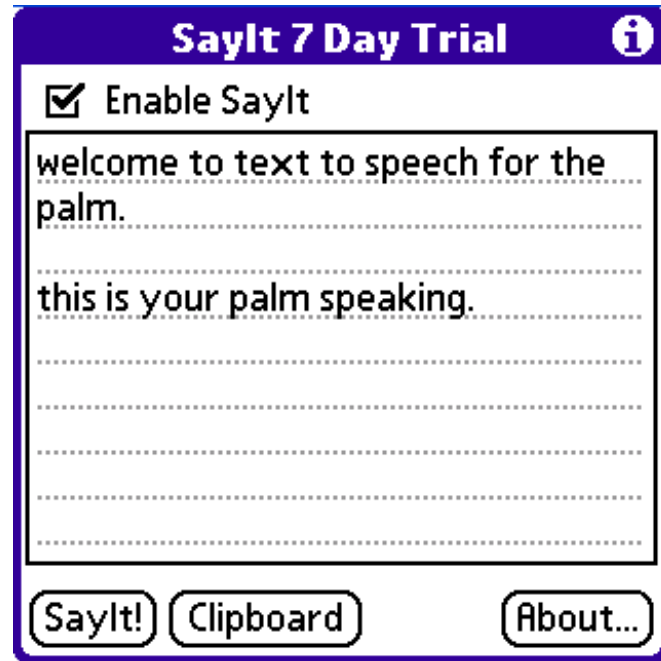 SayIt 7 Day Trial
Enable SayIt
welcome to text to speech for the
palm.
this is your palm speaking.
SayIt! Clipboard About...